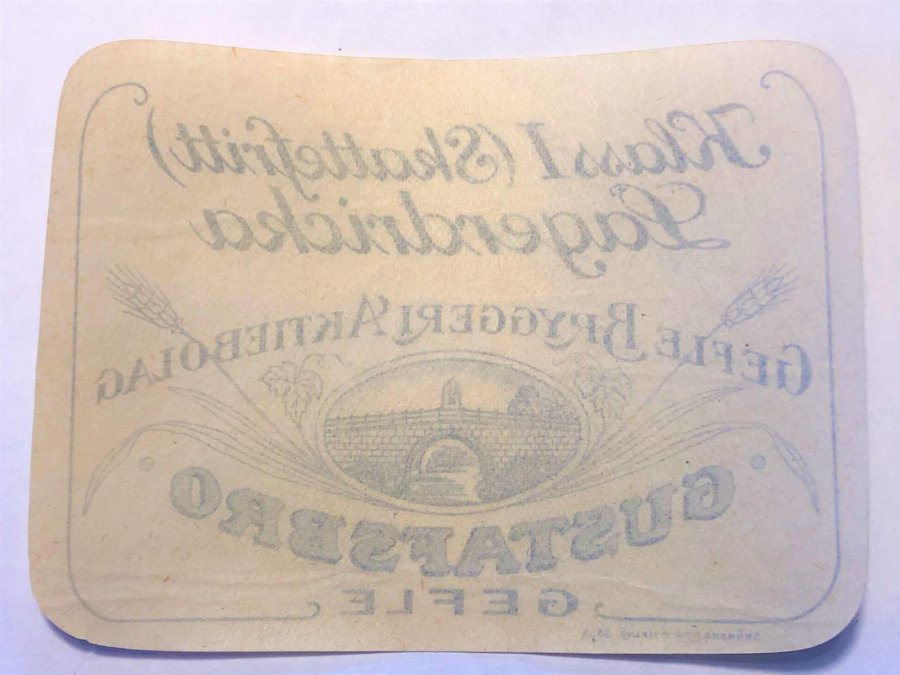 Klass I (Skattefritt)
Lagerdricka
GEFLE BRYGGERI AKTIEBOLAG
GUSTAFSBRO
GEFLE